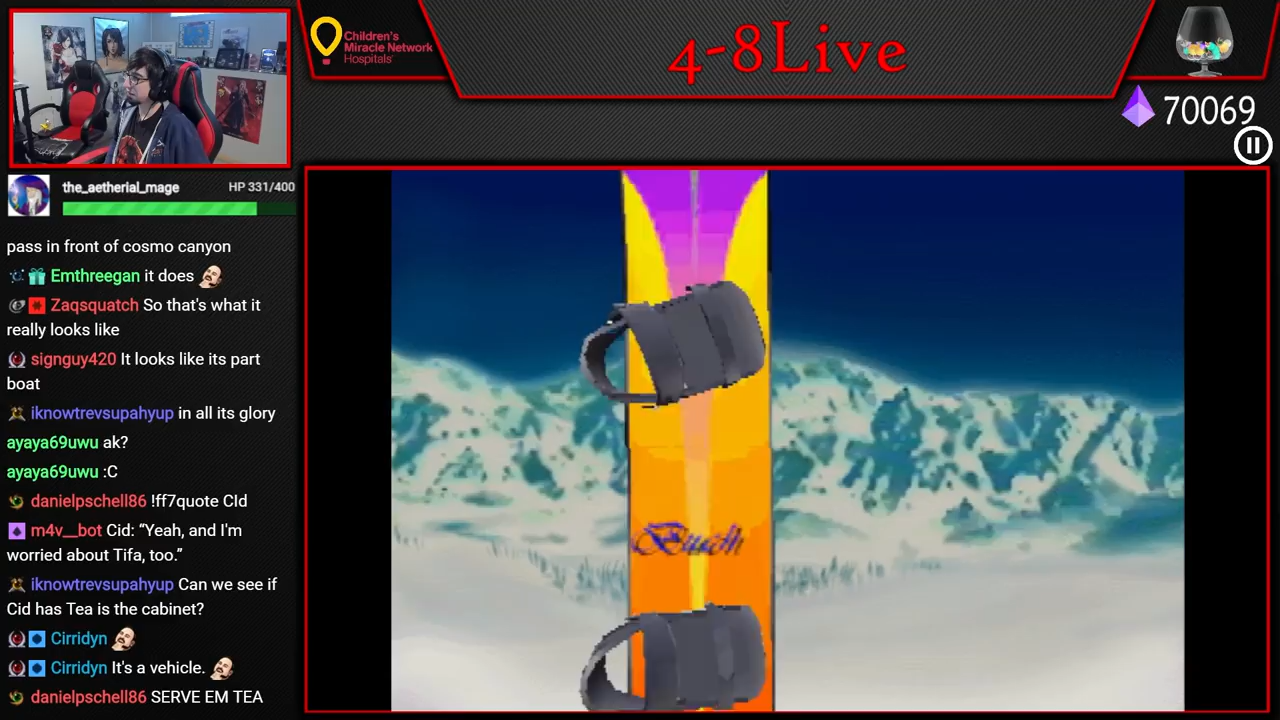 Children's
Miracle Network
Hospitals
4-8Live
70069
the_aetherial_mage HP 331/400
pass in front of cosmo canyon
Emthreegan it does
Zaqsquatch So that's what it
really looks like
signguy420 It looks like its part
boat
iknowtrevsupahyup in all its glory
ayaya69uwu ak?
ayaya69uwu :C
danielpschell86 !ff7quote CId
m4v__bot Cid: “Yeah, and I'm
worried about Tifa, too.”
iknowtrevsupahyup Can we see if
Cid has Tea is the cabinet?
Cirridyn
Cirridyn It's a vehicle.
danielpschell86 SERVE EM TEA